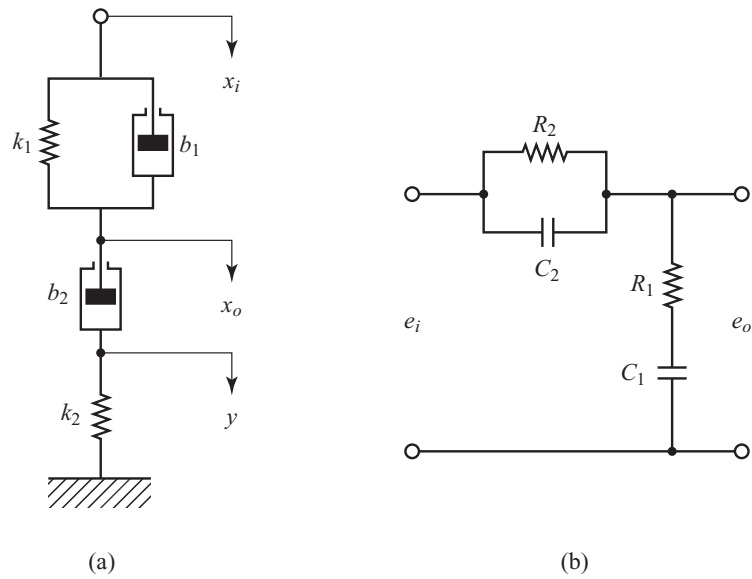 x_i
k_1
b_1
b_2
x_o
k_2
y
(a)
R_2
C_2
R_1
e_i
e_o
C_1
(b)